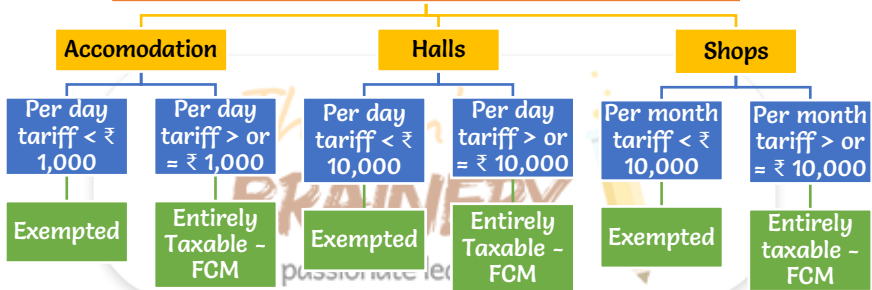 Accomodation
Halls
Shops
Per day
tariff < ₹
1,000
Per day
tariff > or
= ₹ 1,000
Per day
tariff < ₹
10,000
Per day
tariff > or
= ₹ 10,000
Per month
tariff < ₹
10,000
Per month
tariff > or
= ₹ 10,000
Exempted
Entirely
Taxable -
FCM
Exempted
Entirely
Taxable -
FCM
Exempted
Entirely
taxable -
FCM
BRAINERY
passionate